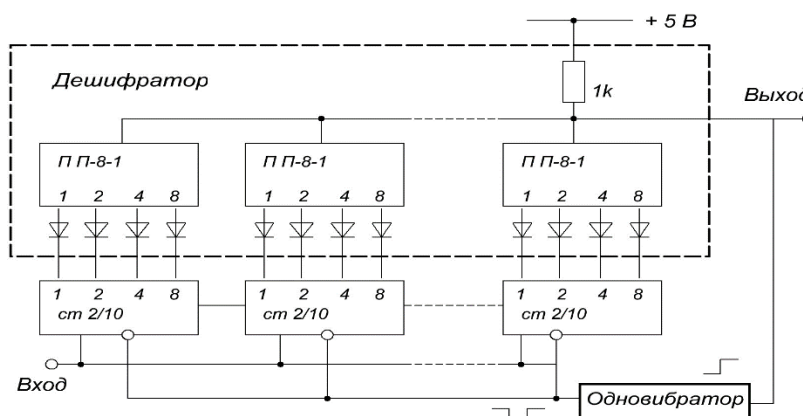 + 5 В
Дешифратор
1k
Выход
П П-8-1
П П-8-1
П П-8-1
1 2 4 8
1 2 4 8
1 2 4 8
1 2 4 8
1 2 4 8
1 2 4 8
ст 2/10
ст 2/10
ст 2/10
Вход
Одновибратор